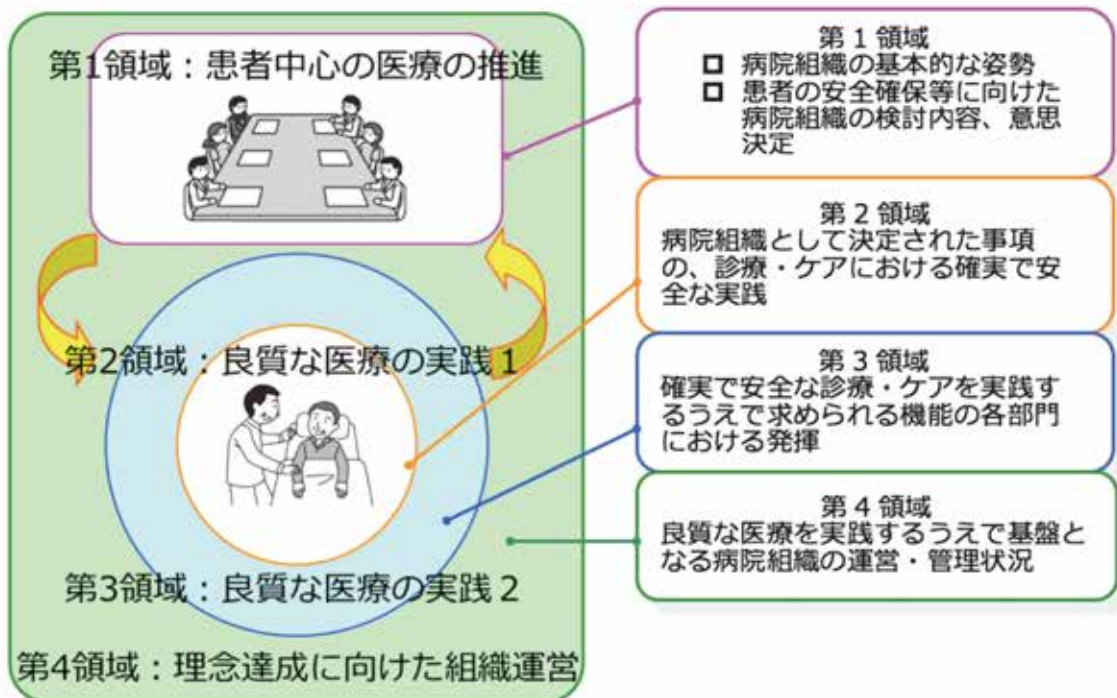 第1領域：患者中心の医療の推進
第2領域：良質な医療の実践１
第3領域：良質な医療の実践２
第4領域：理念達成に向けた組織運営
第１領域
□ 病院組織の基本的な姿勢
□ 患者の安全確保等に向けた
病院組織の検討内容、意思
決定
第２領域
病院組織として決定された事項
の、診療・ケアにおける確実で安
全な実践
第３領域
確実で安全な診療・ケアを実践す
るうえで求められる機能の各部門
における発揮
第４領域
良質な医療を実践するうえで基盤と
なる病院組織の運営・管理状況